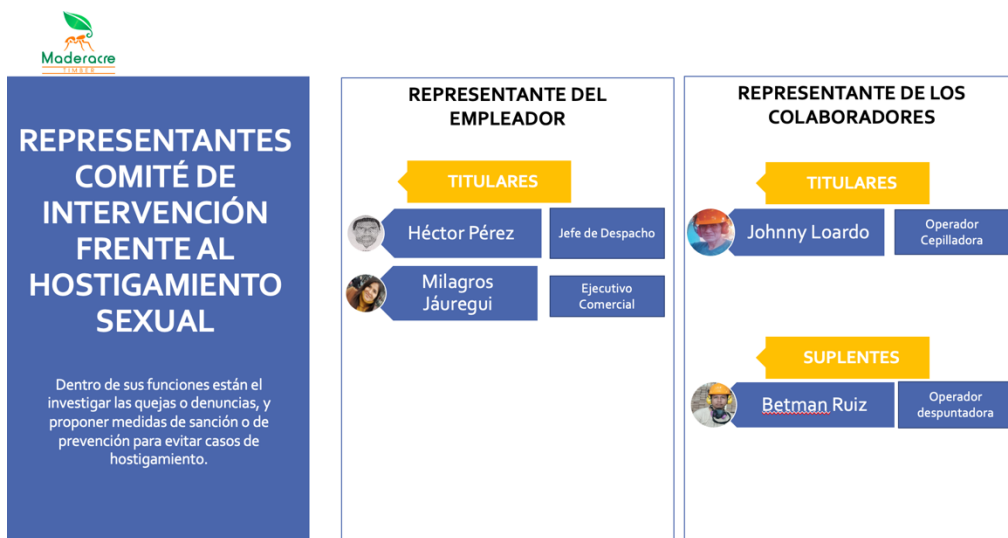 Maderacre
TIMBER
REPRESENTANTES
COMITÉ DE
INTERVENCIÓN
FRENTE AL
HOSTIGAMIENTO
SEXUAL
Dentro de sus funciones están el
investigar las quejas o denuncias, y
proponer medidas de sanción o de
prevención para evitar casos de
hostigamiento.
REPRESENTANTE DEL
EMPLEADOR
TITULARES
Héctor Pérez
Jefe de Despacho
Milagros
Jáuregui
Ejecutivo
Comercial
REPRESENTANTE DE LOS
COLABORADORES
TITULARES
Johnny Loardo
Operador
Cepilladora
SUPLENTES
Betman Ruiz
Operador
despuntadora